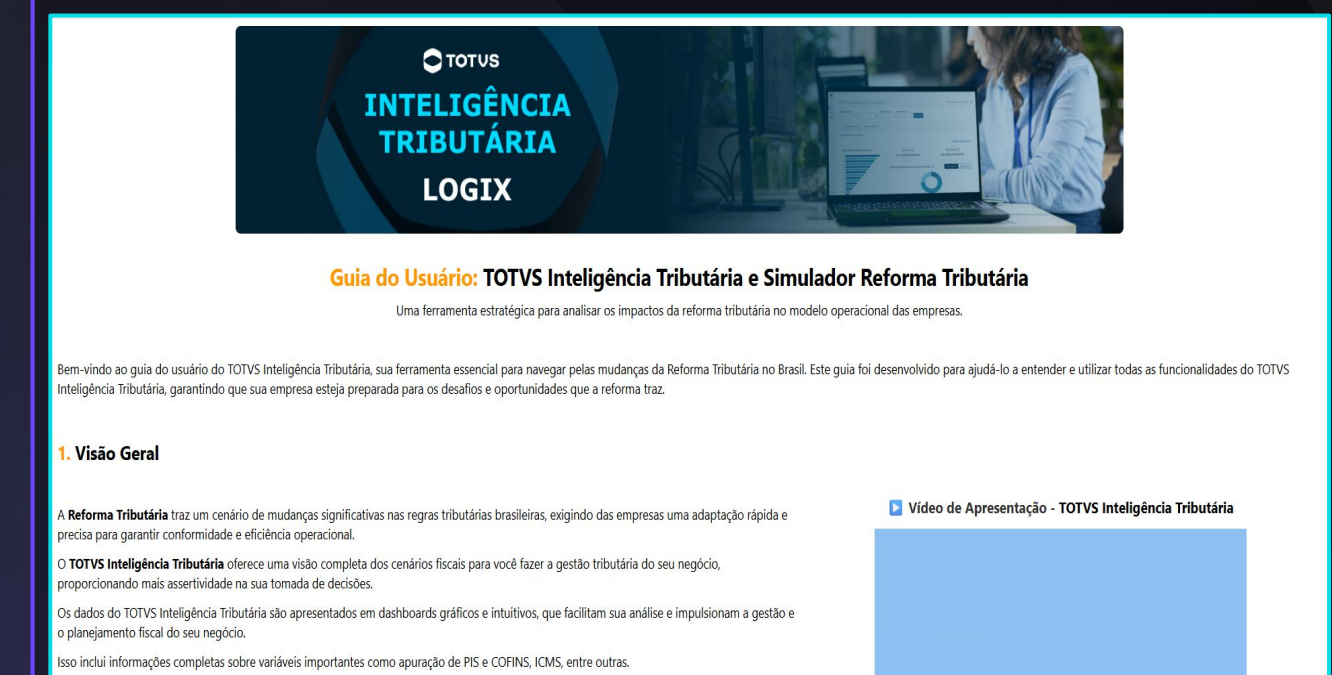 TOTVS
INTELIGÊNCIA
TRIBUTÁRIA
LOGIX
Guia do Usuário: TOTVS Inteligência Tributária e Simulador Reforma Tributária
Uma ferramenta estratégica para analisar os impactos da reforma tributária no modelo operacional das empresas.
Bem-vindo ao guia do usuário do TOTVS Inteligência Tributária, sua ferramenta essencial para navegar pelas mudanças da Reforma Tributária no Brasil. Este guia foi desenvolvido para ajudá-lo a entender e utilizar todas as funcionalidades do TOTVS
Inteligência Tributária, garantindo que sua empresa esteja preparada para os desafios e oportunidades que a reforma traz.
1. Visão Geral
A Reforma Tributária traz um cenário de mudanças significativas nas regras tributárias brasileiras, exigindo das empresas uma adaptação rápida e
precisa para garantir conformidade e eficiência operacional.
O TOTVS Inteligência Tributária oferece uma visão completa dos cenários fiscais para você fazer a gestão tributária do seu negócio,
proporcionando mais assertividade na sua tomada de decisões.
Os dados do TOTVS Inteligência Tributária são apresentados em dashboards gráficos e intuitivos, que facilitam sua análise e impulsionam a gestão e
o planejamento fiscal do seu negócio.
Isso inclui informações completas sobre variáveis importantes como apuração de PIS e COFINS, ICMS, entre outras.
Vídeo de Apresentação - TOTVS Inteligência Tributária